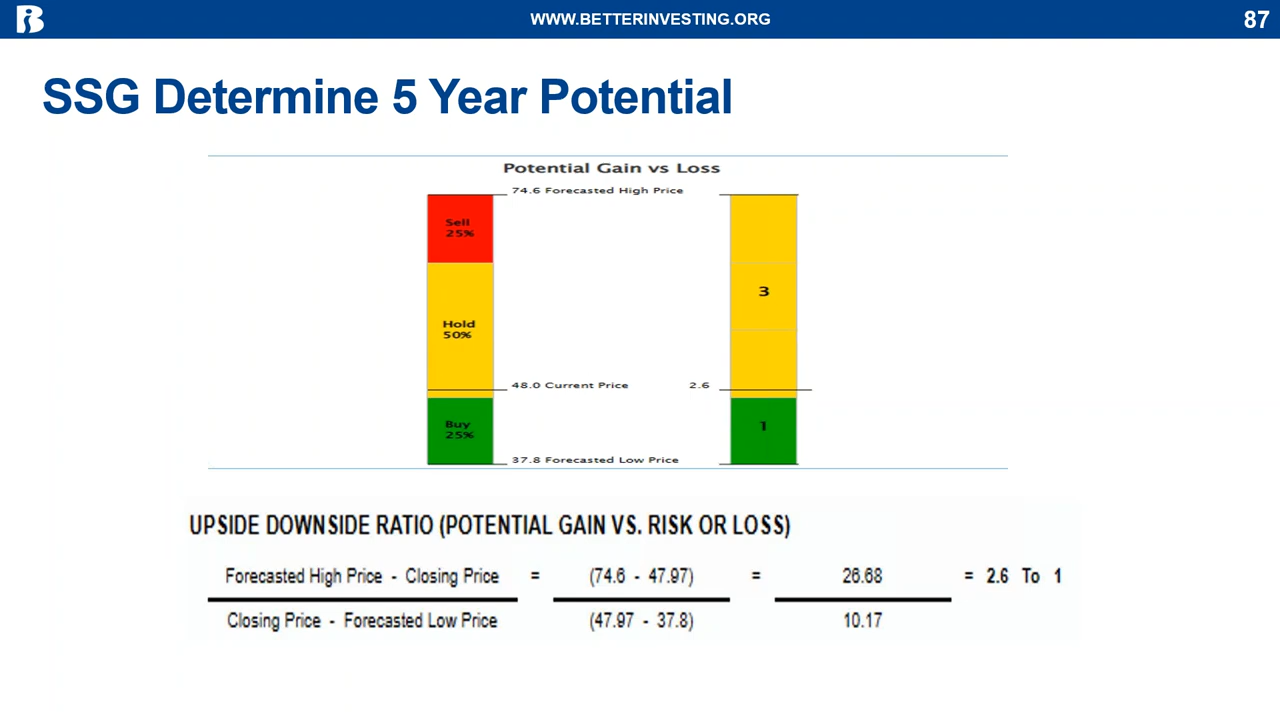 WWW.BETTERINVESTING.ORG
87
SSG Determine 5 Year Potential
Potential Gain vs Loss
74.6 Forecasted High Price
Sell
25%
3
Hold
50%
48.0 Current Price
2.6
Buy
25%
1
37.8 Forecasted Low Price
UPSIDE DOWNSIDE RATIO (POTENTIAL GAIN VS. RISK OR LOSS)
Forecasted High Price - Closing Price = (74.6 - 47.97) = 26.68 = 2.6 To 1
Closing Price - Forecasted Low Price (47.97 - 37.8) 10.17